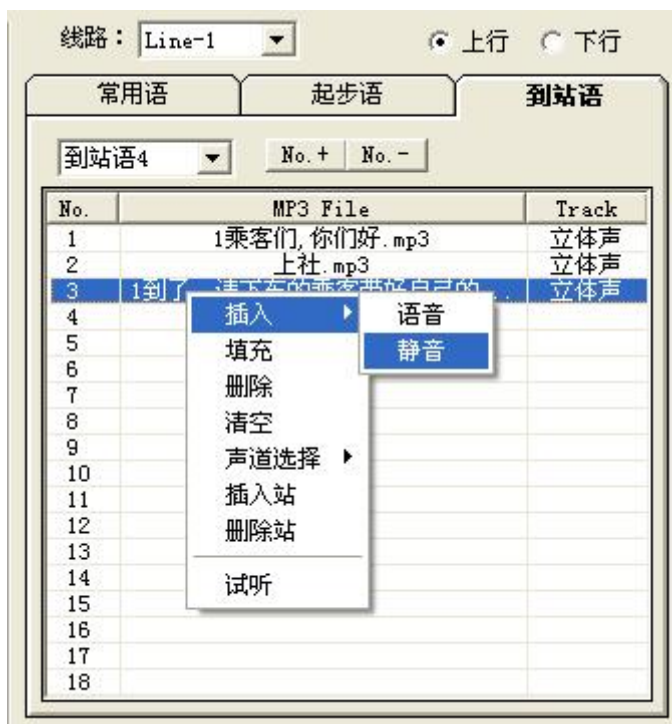 线路： Line-1 上行 下行
常用语 起步语 到站语
到站语4 No.+ No.-
No. MP3 File Track
1 1乘客们,你们好.mp3 立体声
2 上社.mp3 立体声
3 1到了，请下车的乘客带好自己的... 立体声
4 插入 语音
5 填充 静音
6
7 删除
8 清空
9 声道选择
10
11 插入站
12 删除站
13
14 试听
15
16
17
18